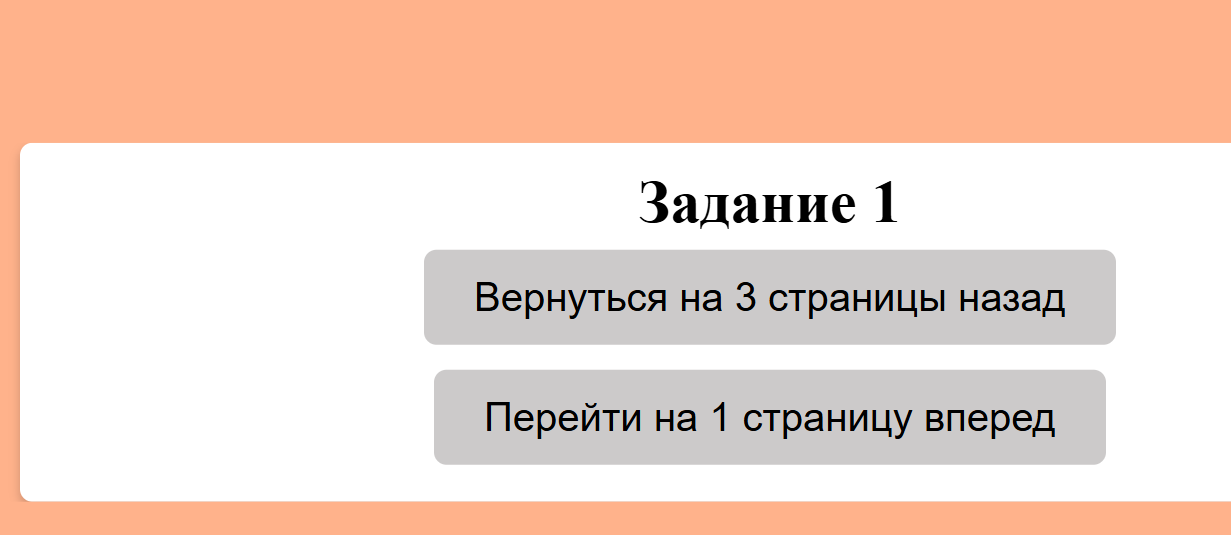 Задание 1
Вернуться на 3 страницы назад
Перейти на 1 страницу вперед